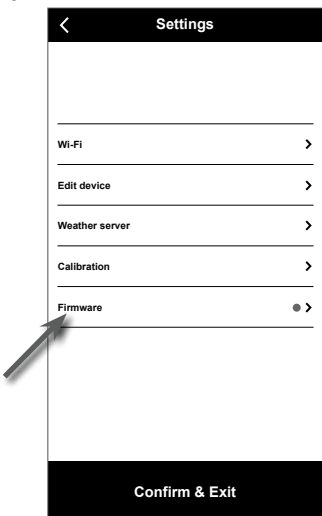 Settings
Wi-Fi
Edit device
Weather server
Calibration
Firmware
Confirm & Exit